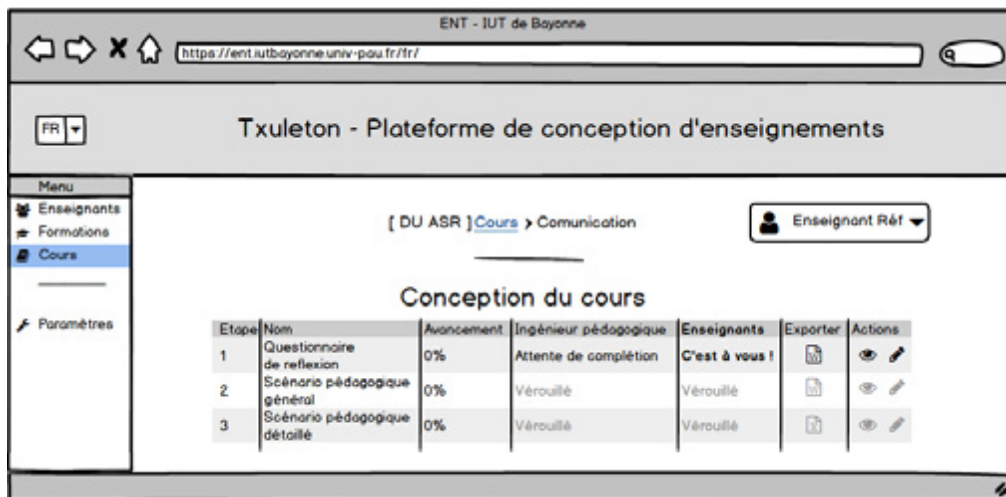 ENT - IUT de Bayonne
https://ent.iutbayonne.univ-pau.fr/fr/
FR
Txuleton - Plateforme de conception d'enseignements
Menu
Enseignants
Formations
Cours
Paramètres
[ DU ASR ] Cours > Comunication
Enseignant Réf
Conception du cours
Etape Nom Avancement Ingénieur pédagogique Enseignants Exporter Actions
1 Questionnaire de reflexion 0% Attente de complétion C'est à vous !
2 Scénario pédagogique général 0% Vérouillé Vérouillé
3 Scénario pédagogique détaillé 0% Vérouillé Vérouillé